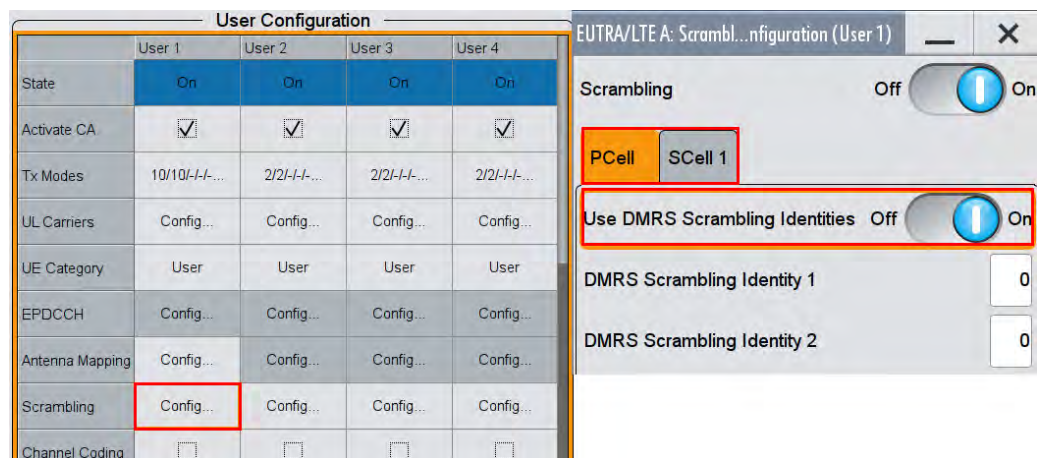 User Configuration
User 1 User 2 User 3 User 4
State On On On On
Activate CA
Tx Modes 10/10/-/-/-... 2/2/-/-/-... 2/2/-/-/-... 2/2/-/-/-...
UL Carriers Config... Config... Config... Config...
UE Category User User User User
EPDCCH Config... Config... Config... Config...
Antenna Mapping Config... Config... Config... Config...
Scrambling Config... Config... Config... Config...
Channel Coding
EUTRA/LTE A: Scrambl...nfiguration (User 1)
Scrambling Off On
PCell SCell 1
Use DMRS Scrambling Identities Off On
DMRS Scrambling Identity 1 0
DMRS Scrambling Identity 2 0